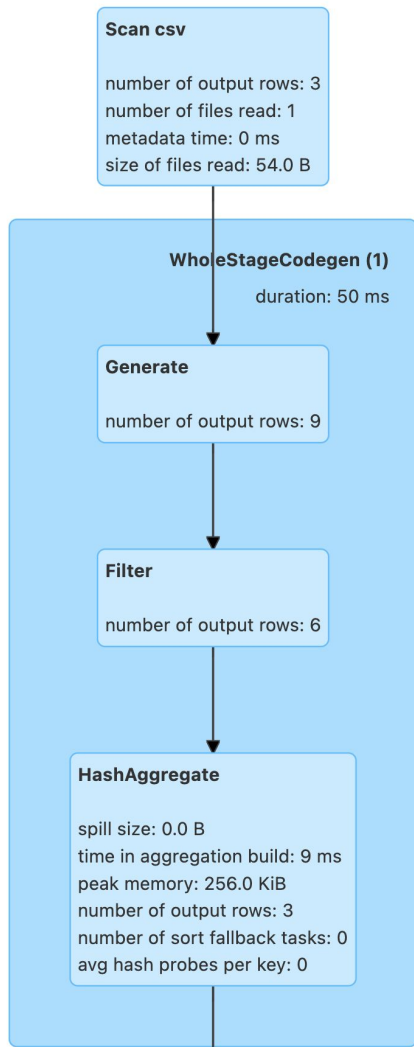 Scan csv
number of output rows: 3
number of files read: 1
metadata time: 0 ms
size of files read: 54.0 B
WholeStageCodegen (1)
duration: 50 ms
Generate
number of output rows: 9
Filter
number of output rows: 6
HashAggregate
spill size: 0.0 B
time in aggregation build: 9 ms
peak memory: 256.0 KiB
number of output rows: 3
number of sort fallback tasks: 0
avg hash probes per key: 0